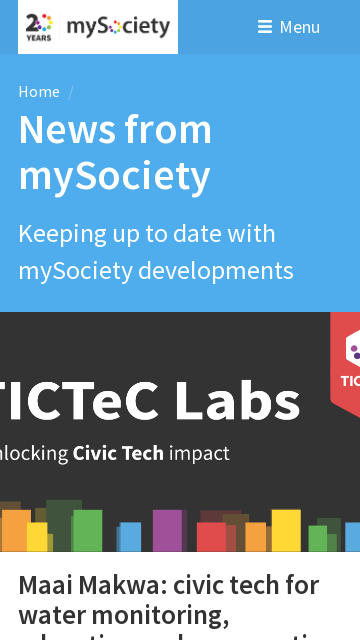 20 YEARS mySociety
Menu
Home /
News from
mySociety
Keeping up to date with
mySociety developments
TICTeC Labs
TIC
nlocking Civic Tech impact
Maai Makwa: civic tech for
water monitoring,